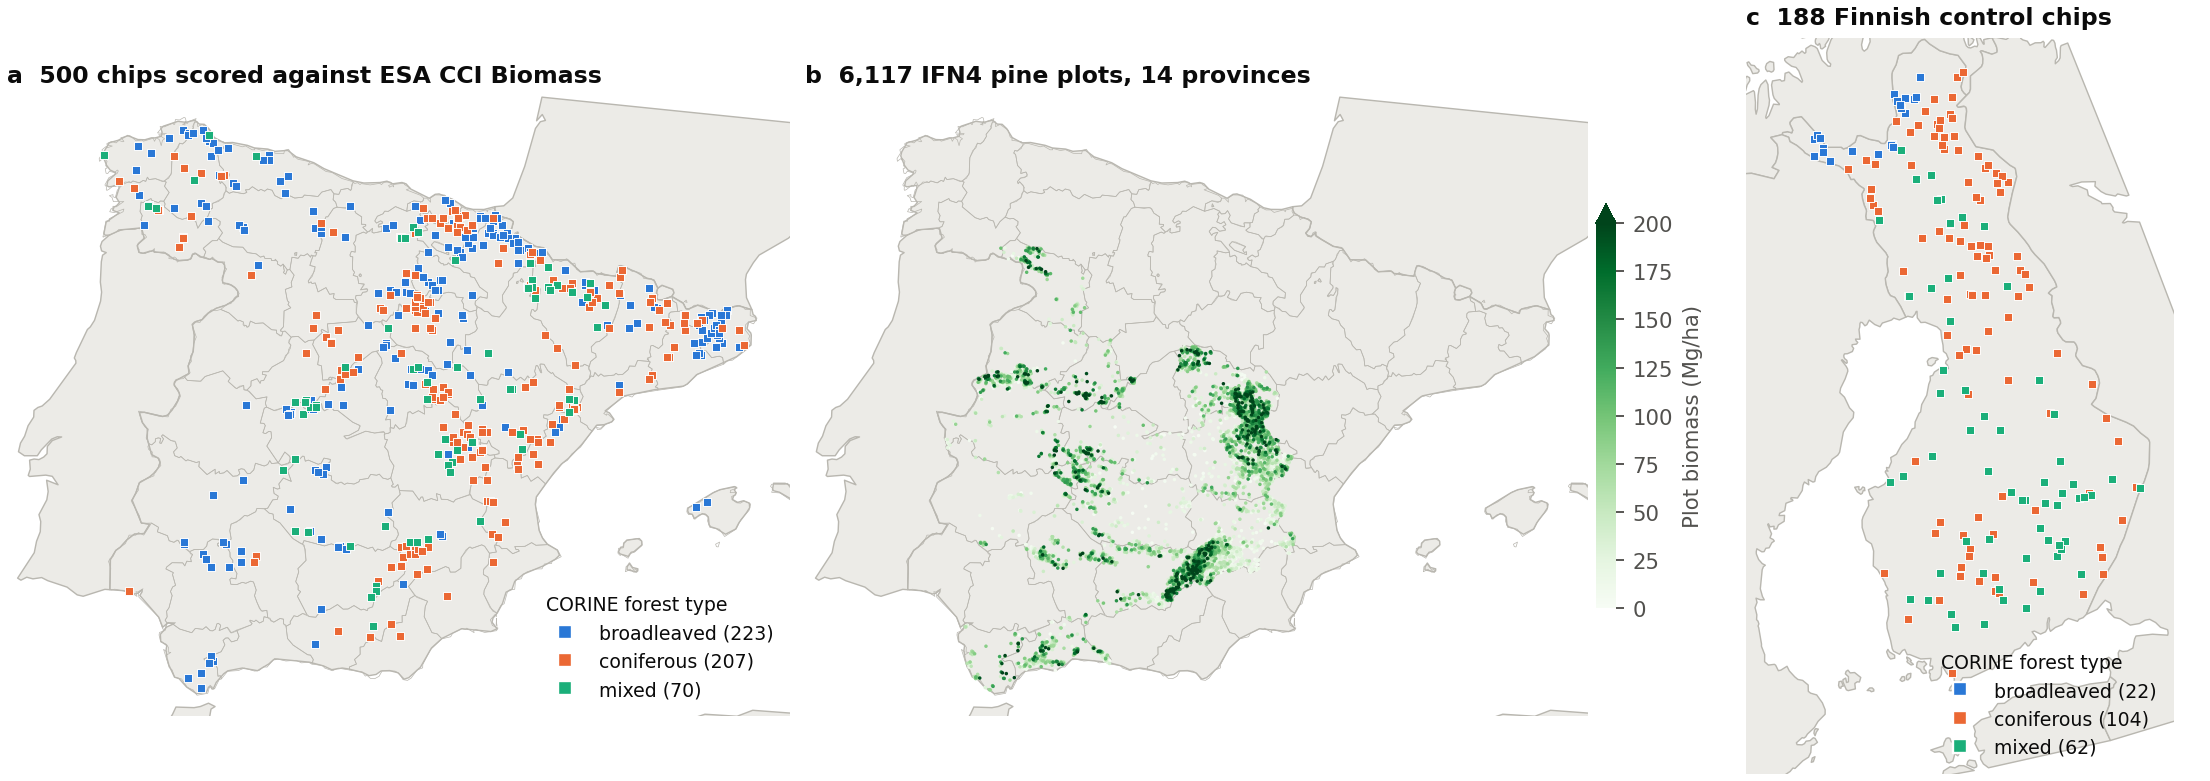 a 500 chips scored against ESA CCI Biomass
CORINE forest type
broadleaved (223)
coniferous (207)
mixed (70)
b 6,117 IFN4 pine plots, 14 provinces
200
175
150
125
100
75
50
25
0
Plot biomass (Mg/ha)
c 188 Finnish control chips
CORINE forest type
broadleaved (22)
coniferous (104)
mixed (62)